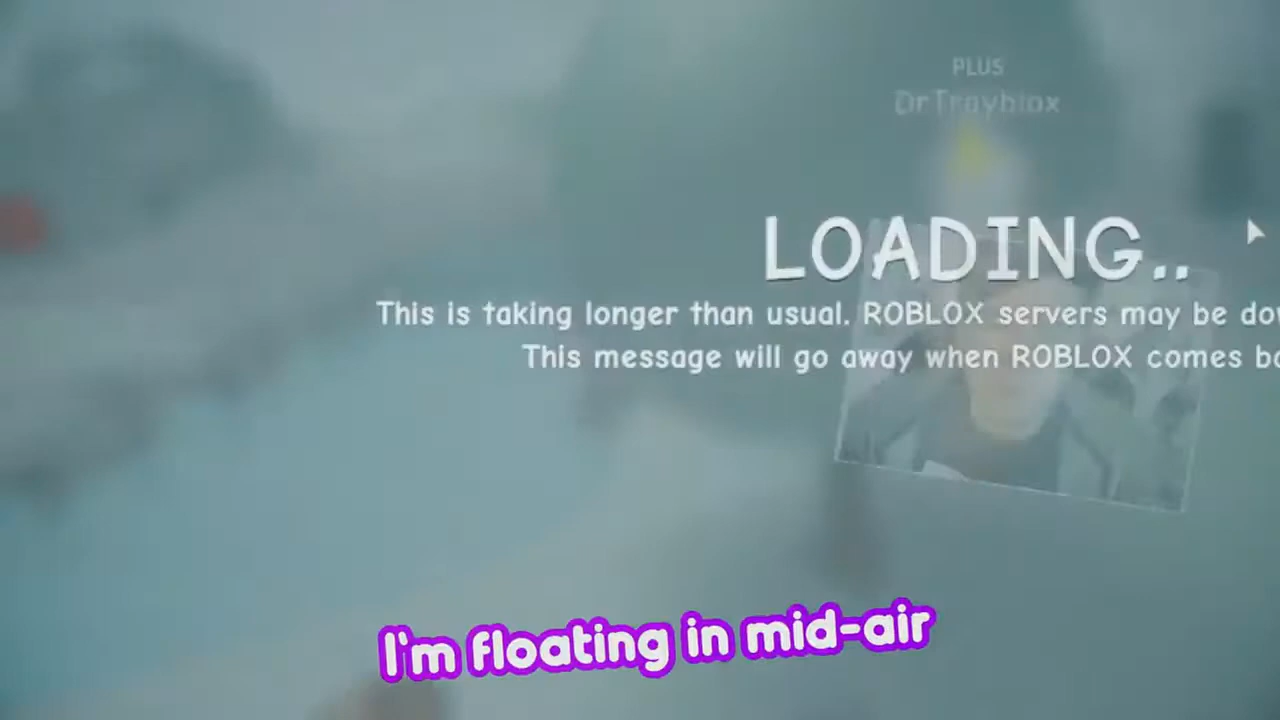 PLUS
DrTrayblox
LOADING..
This is taking longer than usual. ROBLOX servers may be
This message will go away when ROBLOX comes
I'm floating in mid-air